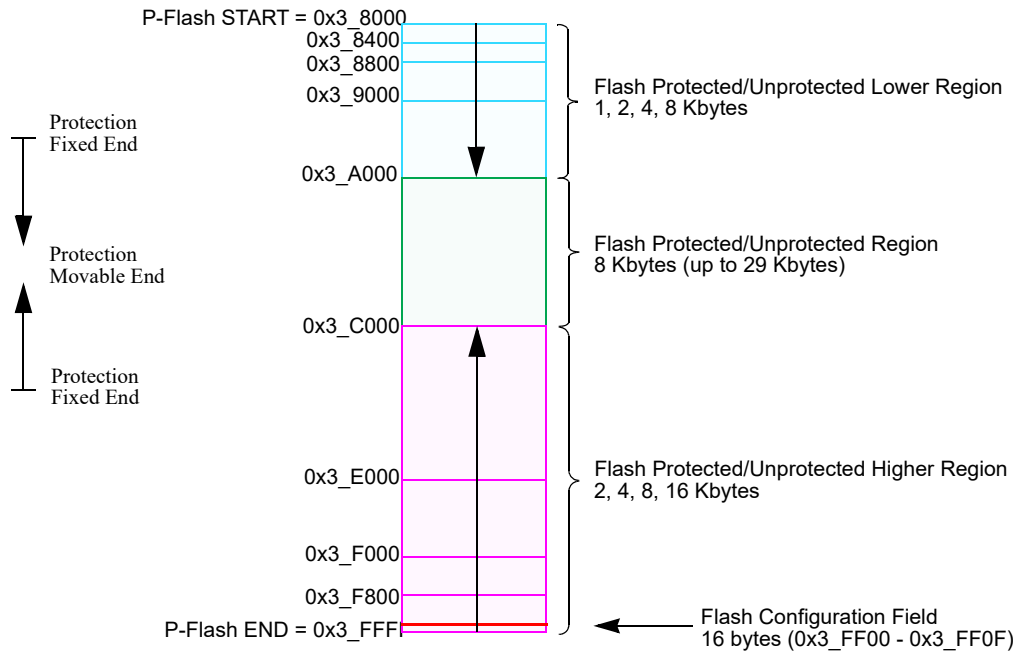 P-Flash START = 0x3_8000
0x3_8400
0x3_8800
0x3_9000
0x3_A000
0x3_C000
0x3_E000
0x3_F000
0x3_F800
P-Flash END = 0x3_FFF
Protection
Fixed End
Protection
Movable End
Protection
Fixed End
Flash Protected/Unprotected Lower Region
1, 2, 4, 8 Kbytes
Flash Protected/Unprotected Region
8 Kbytes (up to 29 Kbytes)
Flash Protected/Unprotected Higher Region
2, 4, 8, 16 Kbytes
Flash Configuration Field
16 bytes (0x3_FF00 - 0x3_FF0F)